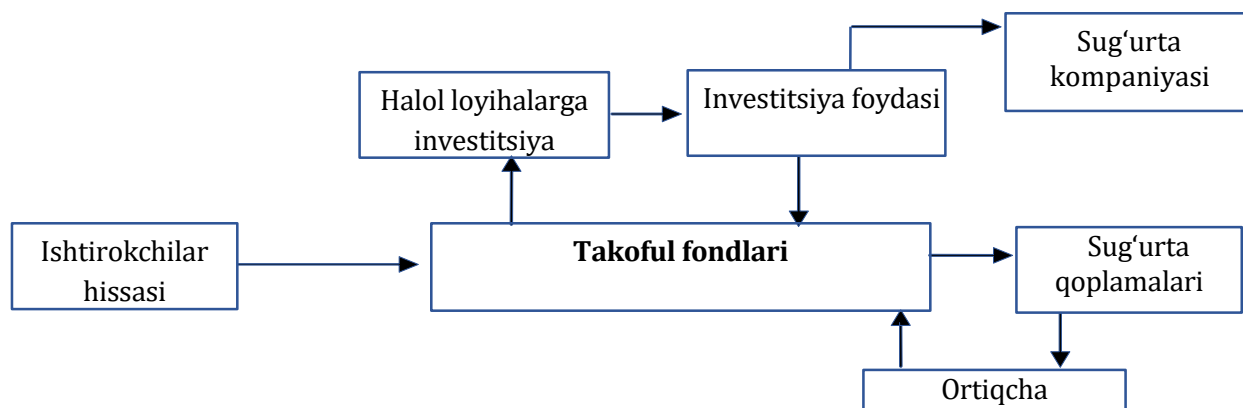 Sug‘urta
kompaniyasi
Halol loyihalarga
investitsiya
Investitsiya foydasi
Ishtirokchilar
hissasi
Takoful fondlari
Sug‘urta
qoplamalari
Ortiqcha